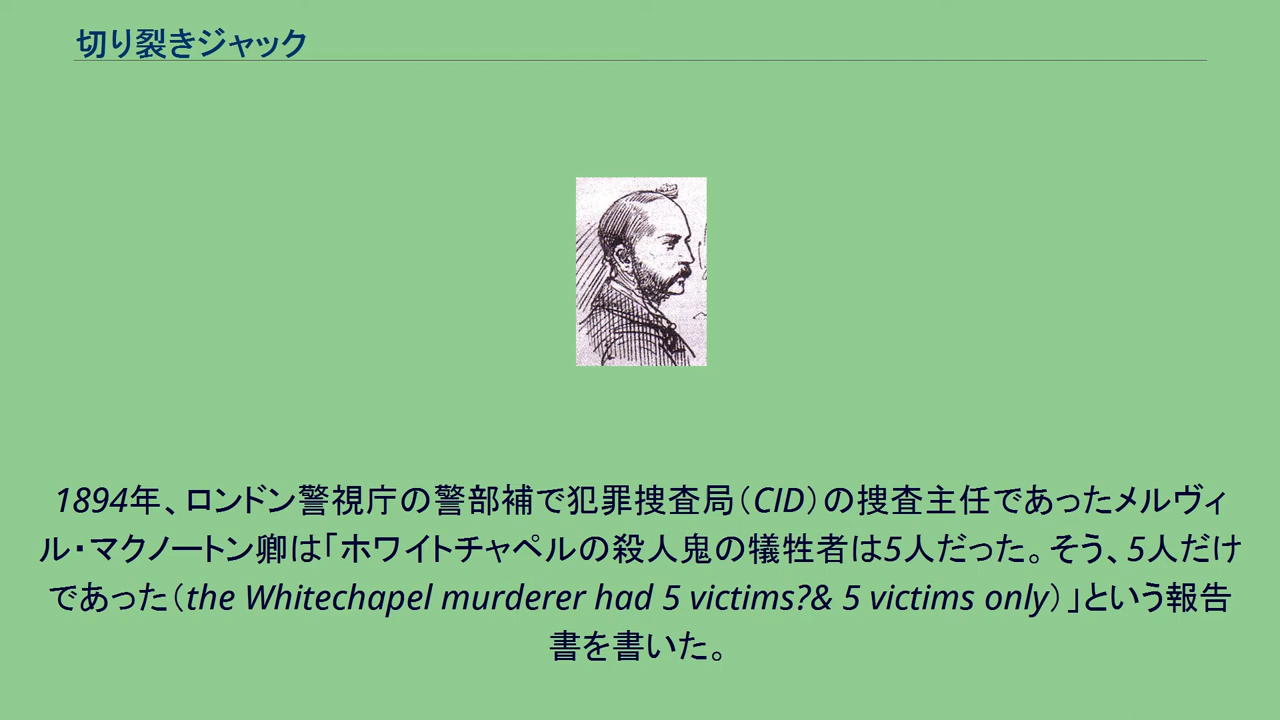 切り裂きジャック
1894年、ロンドン警視庁の警部補で犯罪捜査局（CID）の捜査主任であったメルヴィ
ル・マクノートン卿は「ホワイトチャペルの殺人鬼の犠牲者は5人だった。そう、5人だけ
であった（the Whitechapel murderer had 5 victims?& 5 victims only）」という報告
書を書いた。